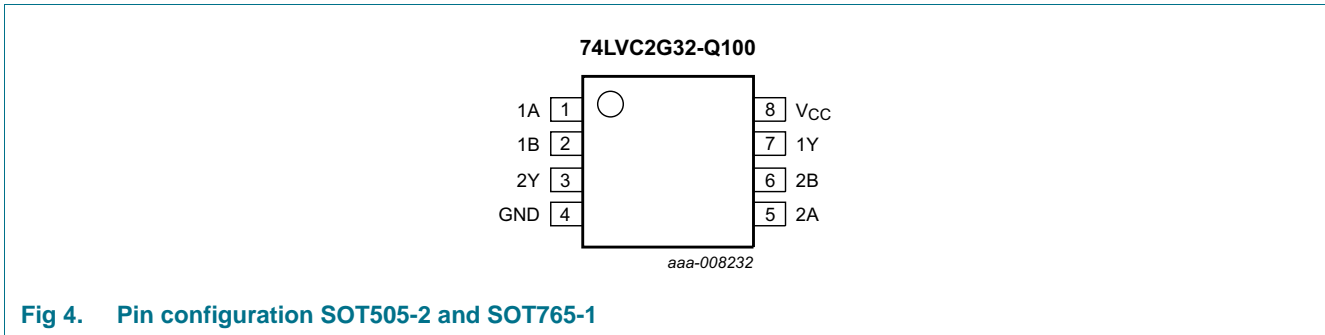 74LVC2G32-Q100
1A 1 8 VCC
1B 2 7 1Y
2Y 3 6 2B
GND 4 5 2A
aaa-008232
Fig 4. Pin configuration SOT505-2 and SOT765-1